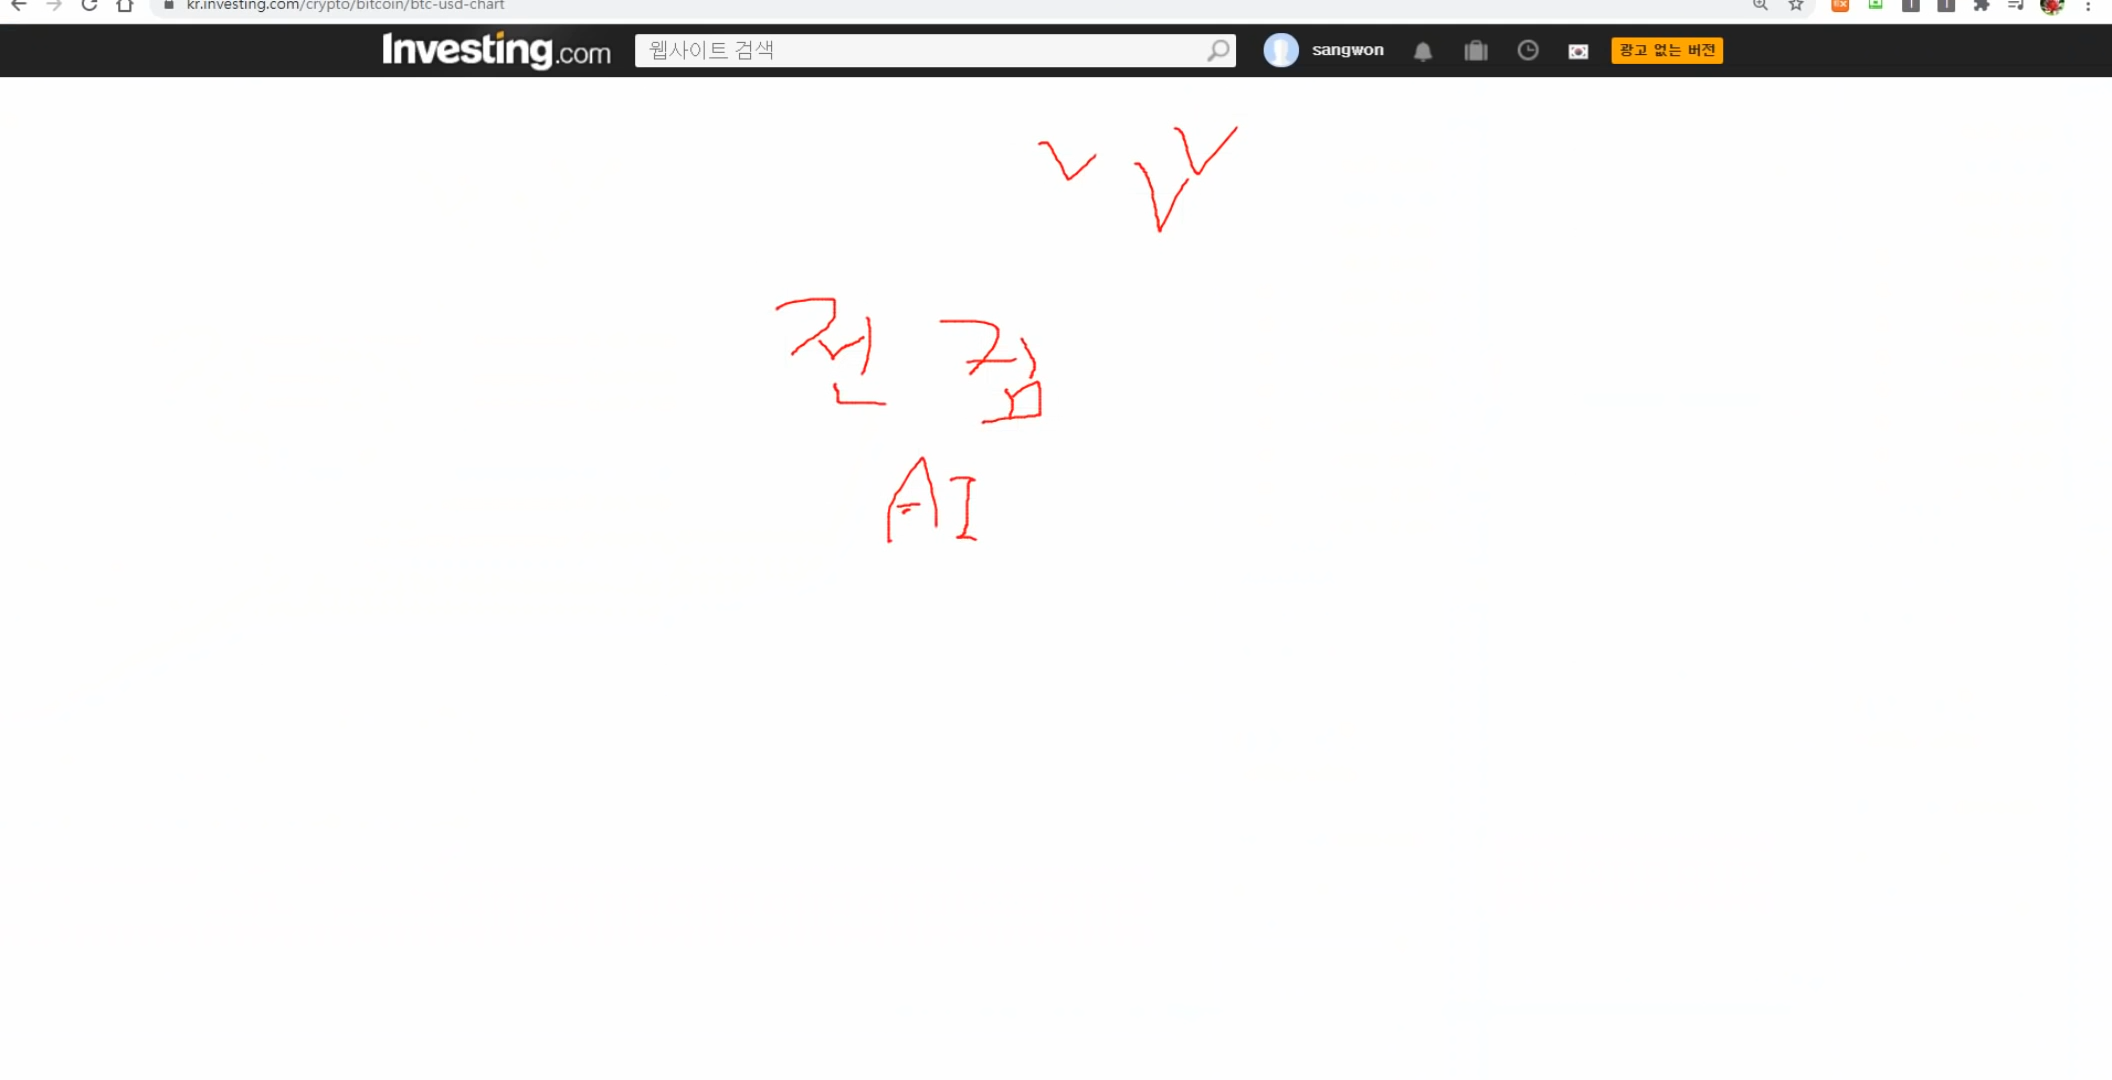 kr.investing.com/crypto/bitcoin/btc-usd-chart
Investing.com 웹사이트 검색 sangwon 광고 없는 버전
전 김
AI